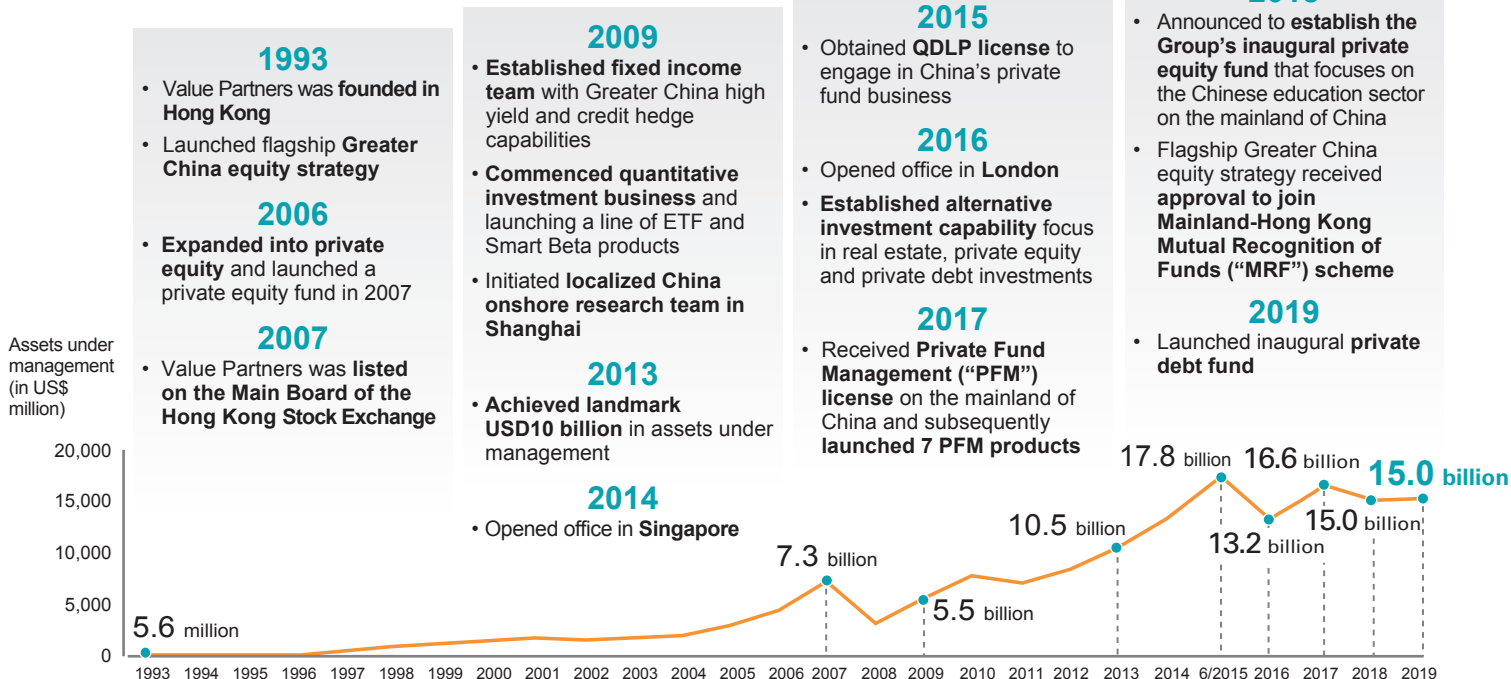 1993
• Value Partners was founded in
Hong Kong
• Launched flagship Greater
China equity strategy
2006
• Expanded into private
equity and launched a
private equity fund in 2007
2007
• Value Partners was listed
on the Main Board of the
Hong Kong Stock Exchange
2009
• Established fixed income
team with Greater China high
yield and credit hedge
capabilities
• Commenced quantitative
investment business and
launching a line of ETF and
Smart Beta products
• Initiated localized China
onshore research team in
Shanghai
2013
• Achieved landmark
USD10 billion in assets under
management
2014
• Opened office in Singapore
2015
• Obtained QDLP license to
engage in China's private
fund business
2016
• Opened office in London
• Established alternative
investment capability focus
in real estate, private equity
and private debt investments
2017
• Received Private Fund
Management ("PFM")
license on the mainland of
China and subsequently
launched 7 PFM products
• Announced to establish the
Group's inaugural private
equity fund that focuses on
the Chinese education sector
on the mainland of China
• Flagship Greater China
equity strategy received
approval to join
Mainland-Hong Kong
Mutual Recognition of
Funds ("MRF") scheme
2019
• Launched inaugural private
debt fund
Assets under
management
(in US$
million)
20,000
15,000
10,000
5,000
0
5.6 million
7.3 billion
5.5 billion
10.5 billion
17.8 billion
13.2 billion
16.6 billion
15.0 billion
15.0 billion
1993 1994 1995 1996 1997 1998 1999 2000 2001 2002 2003 2004 2005 2006 2007 2008 2009 2010 2011 2012 2013 2014 6/2015 2016 2017 2018 2019